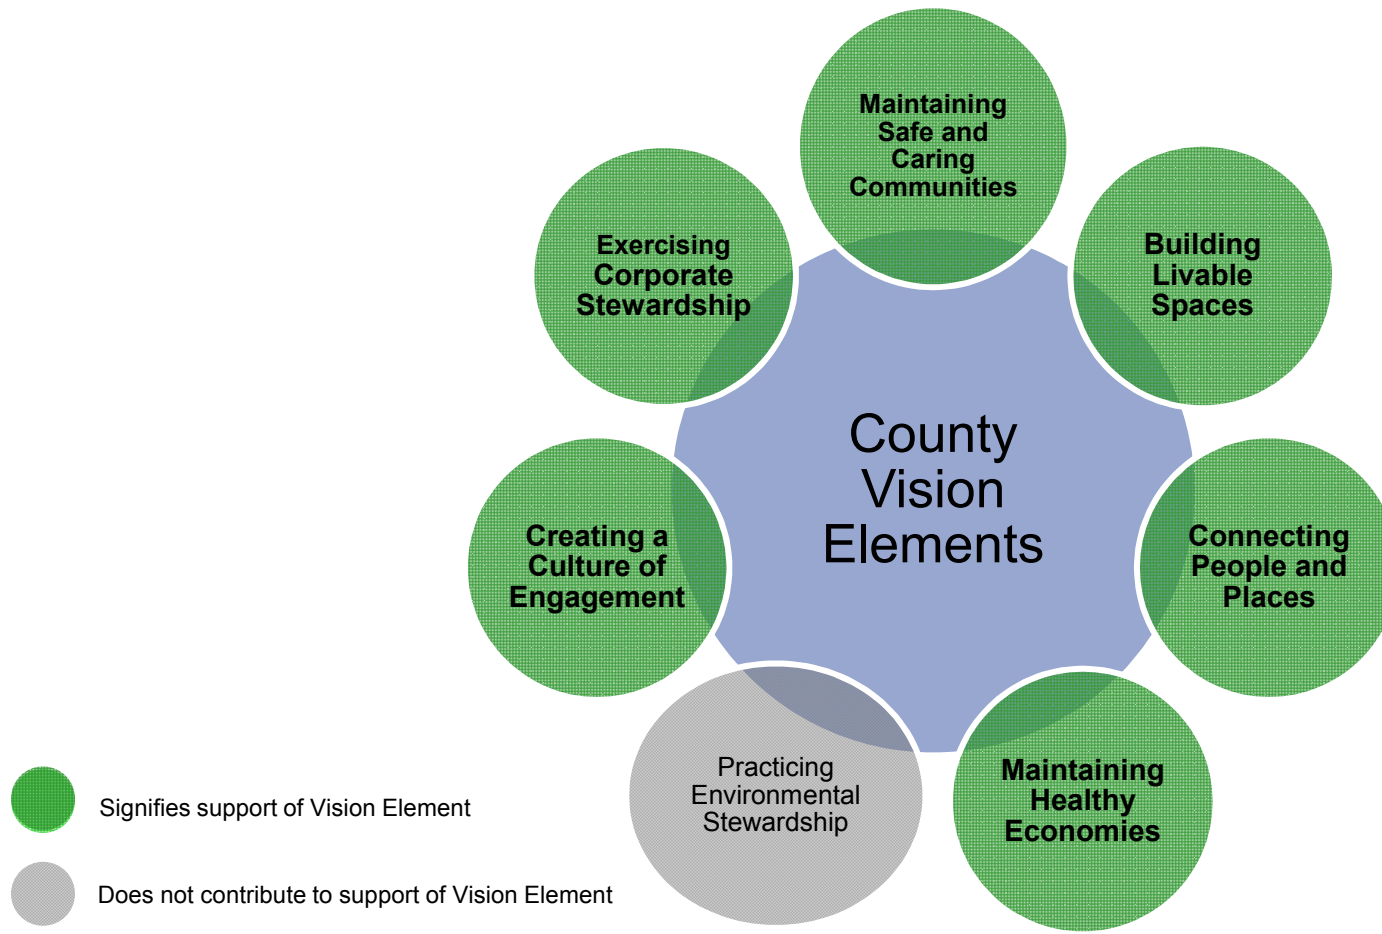 Maintaining
Safe and
Caring
Communities
Building
Livable
Spaces
Exercising
Corporate
Stewardship
County
Vision
Elements
Creating a
Culture of
Engagement
Connecting
People and
Places
Practicing
Environmental
Stewardship
Maintaining
Healthy
Economies
Signifies support of Vision Element
Does not contribute to support of Vision Element